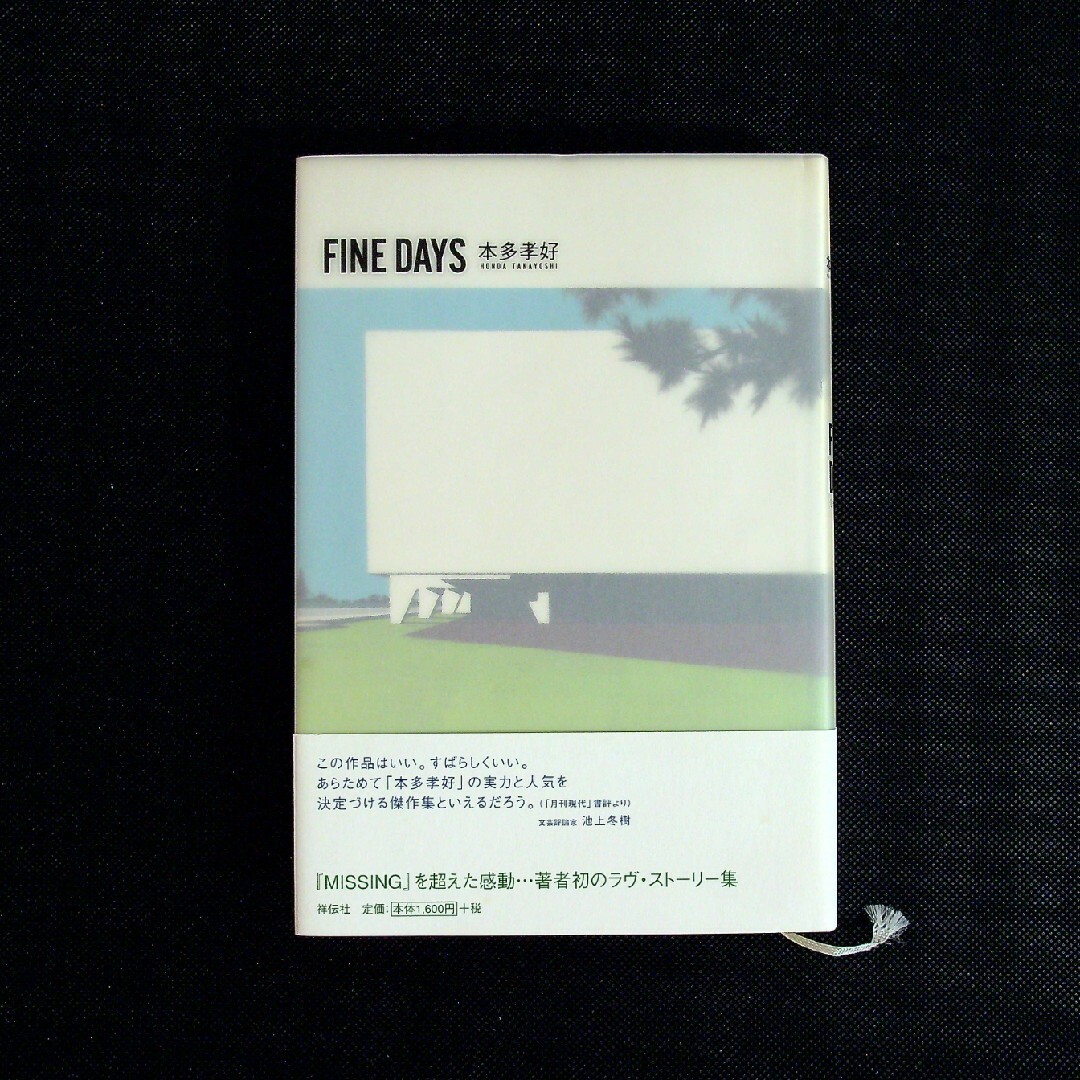 FINE DAYS 本多孝好
HONDA TAKAYOSHI
この作品はいい。すばらしくいい。
あらためて「本多孝好」の実力と人気を
決定づける傑作集といえるだろう。(「月刊現代」書評より)
文芸評論家 池上冬樹
『MISSING』を超えた感動…著者初のラヴ・ストーリー集
祥伝社 定価:本体1,600円+税